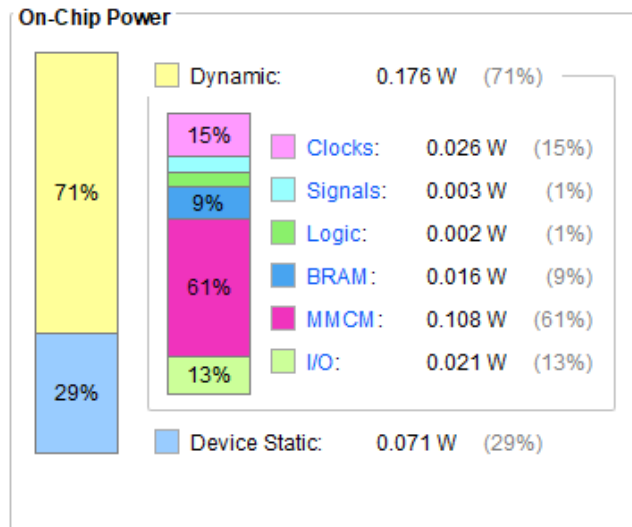 On-Chip Power
Dynamic: 0.176 W (71%)
71%
29%
15%
9%
61%
13%
Clocks: 0.026 W (15%)
Signals: 0.003 W (1%)
Logic: 0.002 W (1%)
BRAM: 0.016 W (9%)
MMCM: 0.108 W (61%)
I/O: 0.021 W (13%)
Device Static: 0.071 W (29%)